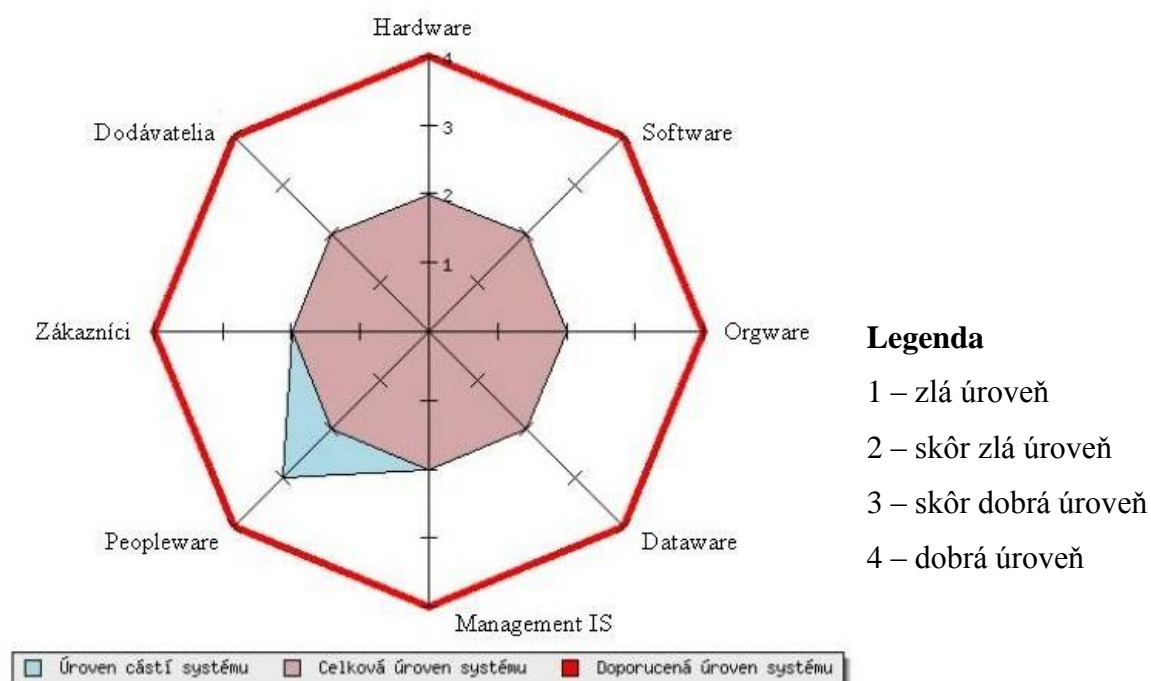 Hardware
4
Dodávatelia
3
Software
2
1
Zákazníci
Orgware
Legenda
1 – zlá úroveň
2 – skôr zlá úroveň
3 – skôr dobrá úroveň
4 – dobrá úroveň
Peopleware
Dataware
Management IS
Úroven cástí systému Celková úroven systému Doporucená úroven systému